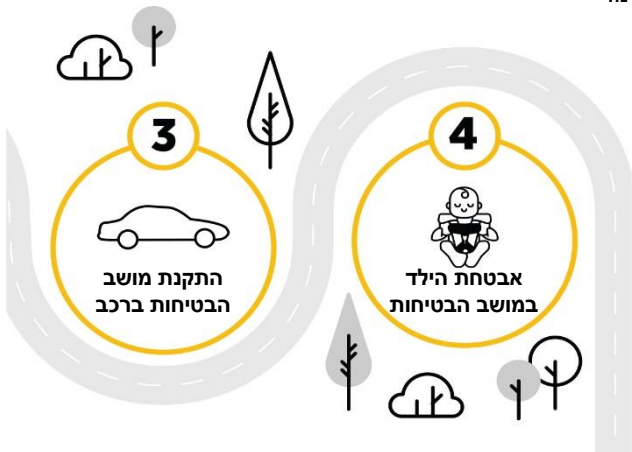 3
התקנת מושב
הבטיחות ברכב
4
אבטחת הילד
במושב הבטיחות